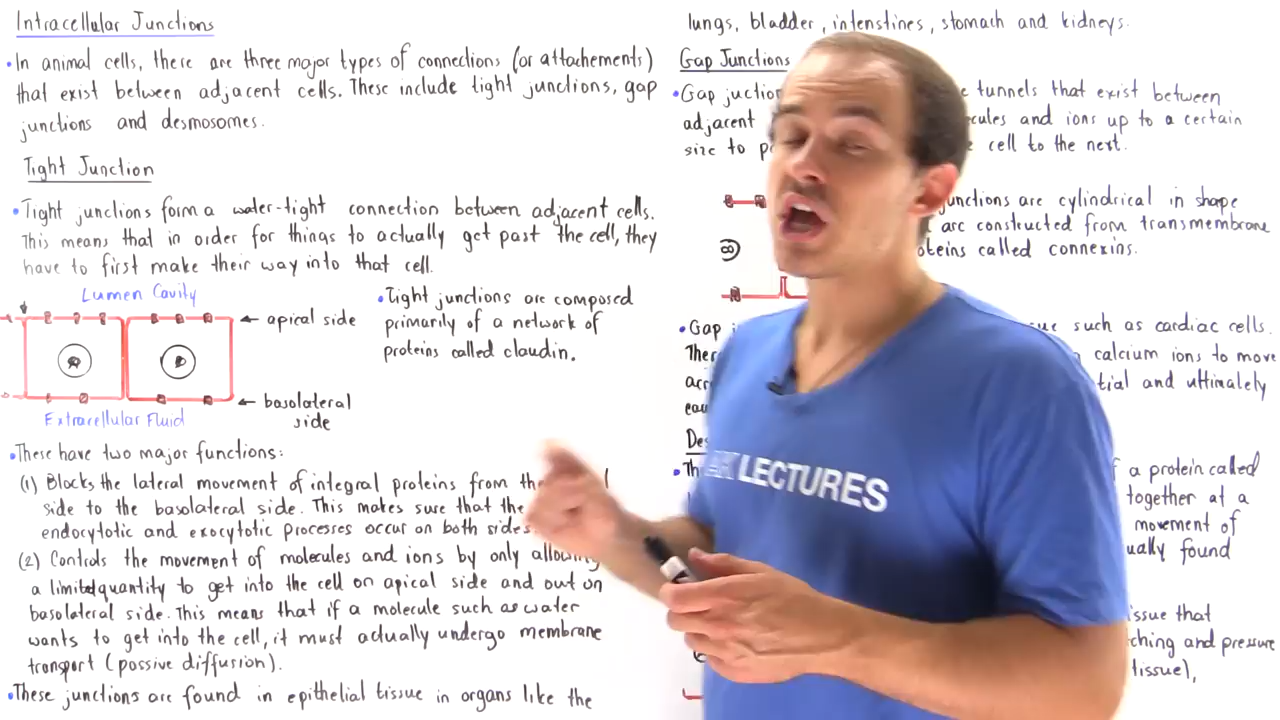 Intracellular Junctions
• In animal cells, there are three major types of connections (or attachements)
that exist between adjacent cells. These include tight junctions, gap
junctions and desmosomes.
Tight Junction
• Tight junctions form a water-tight connection between adjacent cells.
This means that in order for things to actually get past the cell, they
have to first make their way into that cell.
Lumen Cavity
← apical side
← basolateral
side
Extracellular Fluid
• Tight junctions are composed
primarily of a network of
proteins called claudin.
• These have two major functions:
(1) Blocks the lateral movement of integral proteins from the
side to the basolateral side. This makes sure that the
endocytotic and exocytotic processes occur on both sides
(2) Controls the movement of molecules and ions by only allowing
a limited quantity to get into the cell on apical side and out on
basolateral side. This means that if a molecule such as water
wants to get into the cell, it must actually undergo membrane
transport (passive diffusion).
• These junctions are found in epithelial tissue in organs like the
lungs, bladder, intenstines, stomach and kidneys.
Gap Junctions
• Gap juction tunnels that exist between
adjacent ions up to a certain
size to cell to the next.
junctions are cylindrical in shape
are constructed from transmembrane
proteins called connexins.
• Gap such as cardiac cells.
calcium ions to move
and ultimately
• a protein called
together at a
movement of
found
tissue that
and pressure
tissue),
AK LECTURES